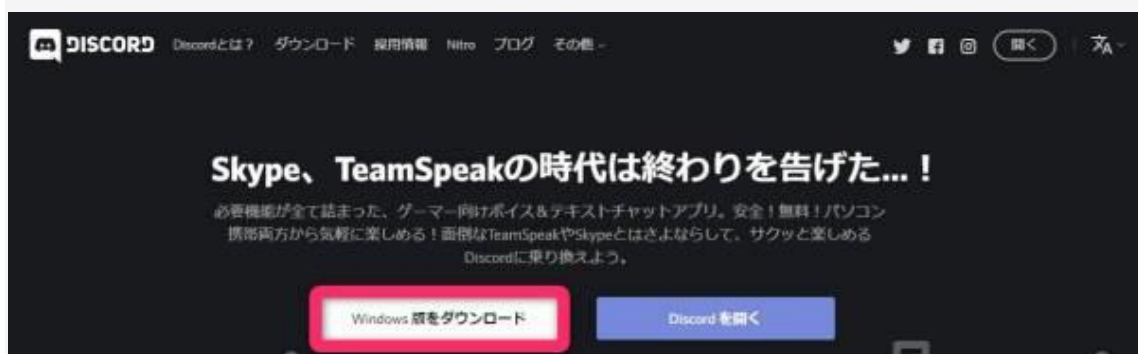 DISCORD Discordとは？ ダウンロード 採用情報 Nitro ブログ その他 開く 文A
Skype、TeamSpeakの時代は終わりを告げた...！
必要機能が全て詰まった、ゲーマー向けボイス＆テキストチャットアプリ。安全！無料！パソコン
携帯両方から気軽に楽しめる！面倒なTeamSpeakやSkypeとはさよならして、サクッと楽しめる
Discordに乗り換えよう。
Windows 版をダウンロード Discord を開く